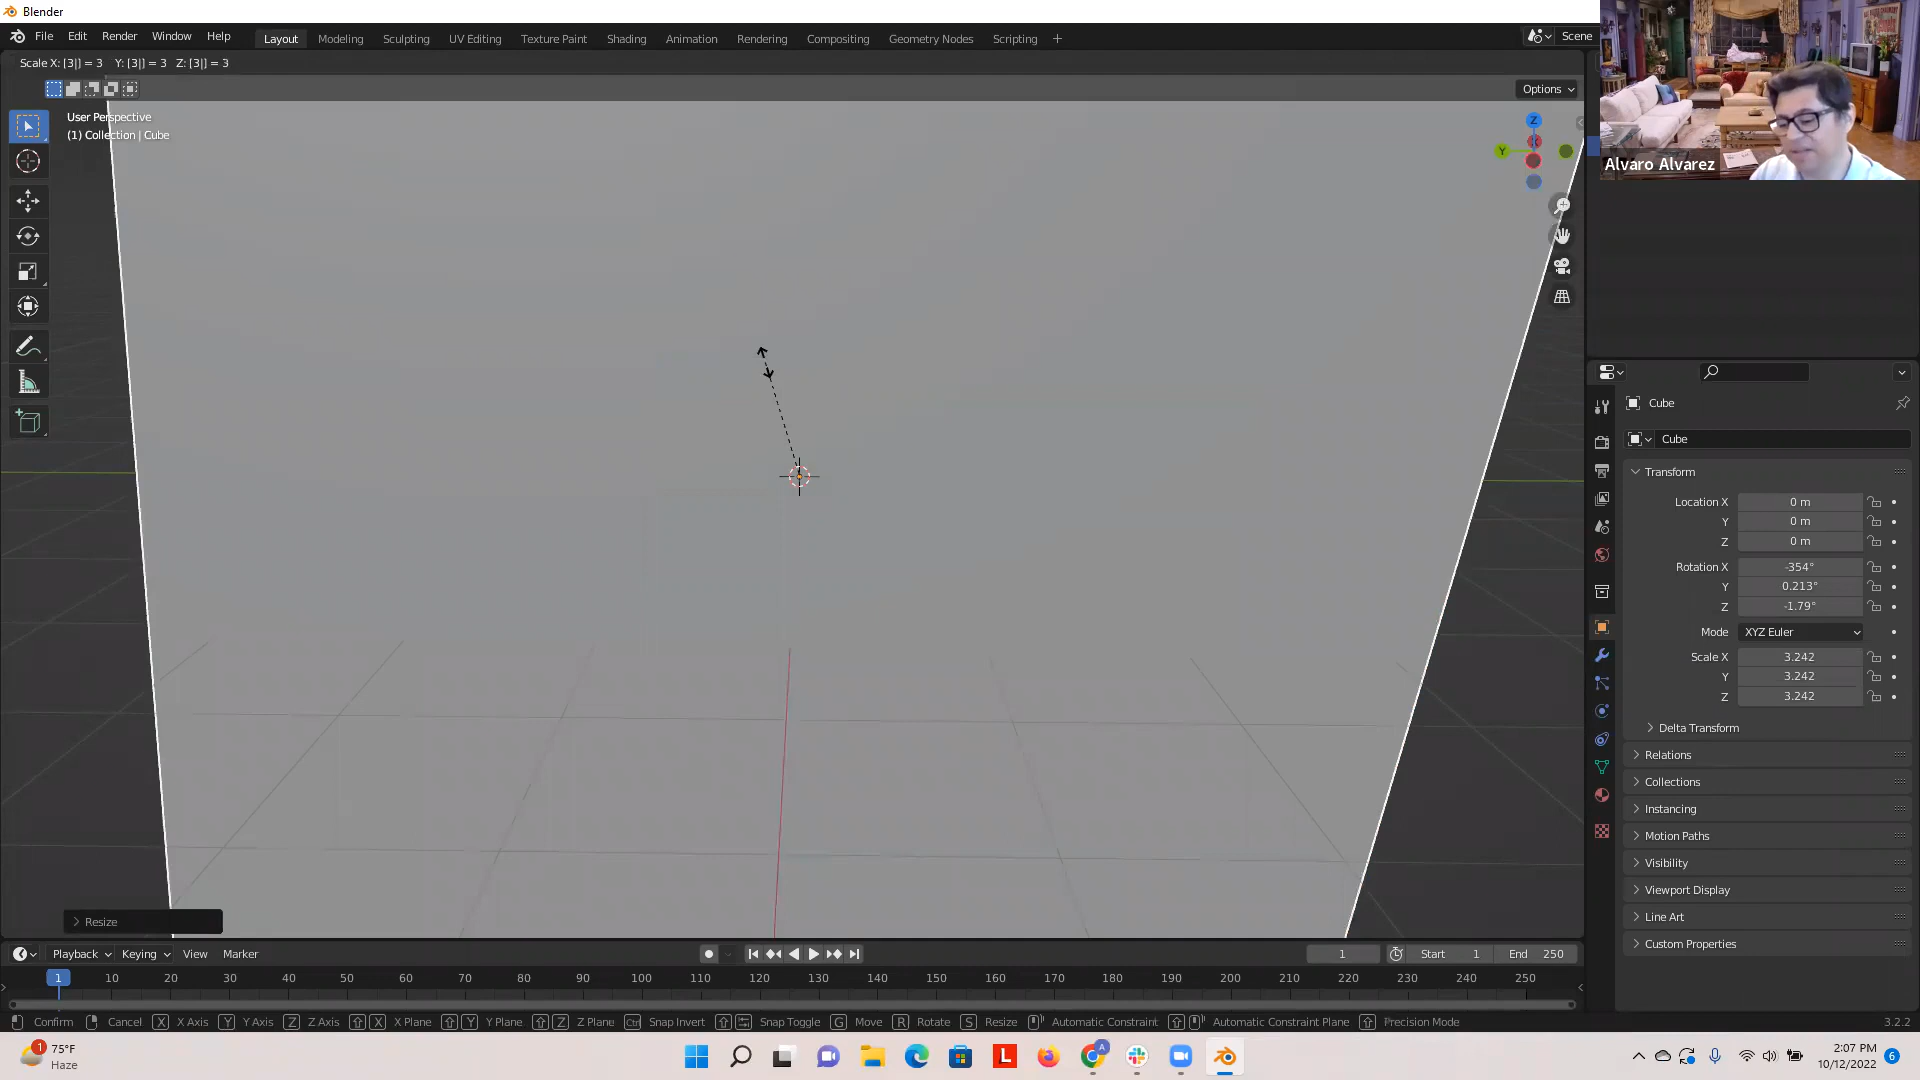 Blender
File Edit Render Window Help Layout Modeling Sculpting UV Editing Texture Paint Shading Animation Rendering Compositing Geometry Nodes Scripting + Scene
Scale X: [3|] = 3 Y: [3|] = 3 Z: [3|] = 3
Options
User Perspective
(1) Collection | Cube
Z
Y
Alvaro Alvarez
Cube
Cube
Transform
Location X 0 m
Y 0 m
Z 0 m
Rotation X -354°
Y 0.213°
Z -1.79°
Mode XYZ Euler
Scale X 3.242
Y 3.242
Z 3.242
Delta Transform
Relations
Collections
Instancing
Motion Paths
Visibility
Viewport Display
Line Art
Custom Properties
Resize
Playback Keying View Marker 1 Start 1 End 250
1 10 20 30 40 50 60 70 80 90 100 110 120 130 140 150 160 170 180 190 200 210 220 230 240 250
Confirm Cancel X X Axis Y Y Axis Z Z Axis X X Plane Y Y Plane Z Z Plane Ctrl Snap Invert Snap Toggle G Move R Rotate S Resize Automatic Constraint Automatic Constraint Plane Precision Mode 3.2.2
1 75°F
Haze
L
A
2:07 PM
10/12/2022
6